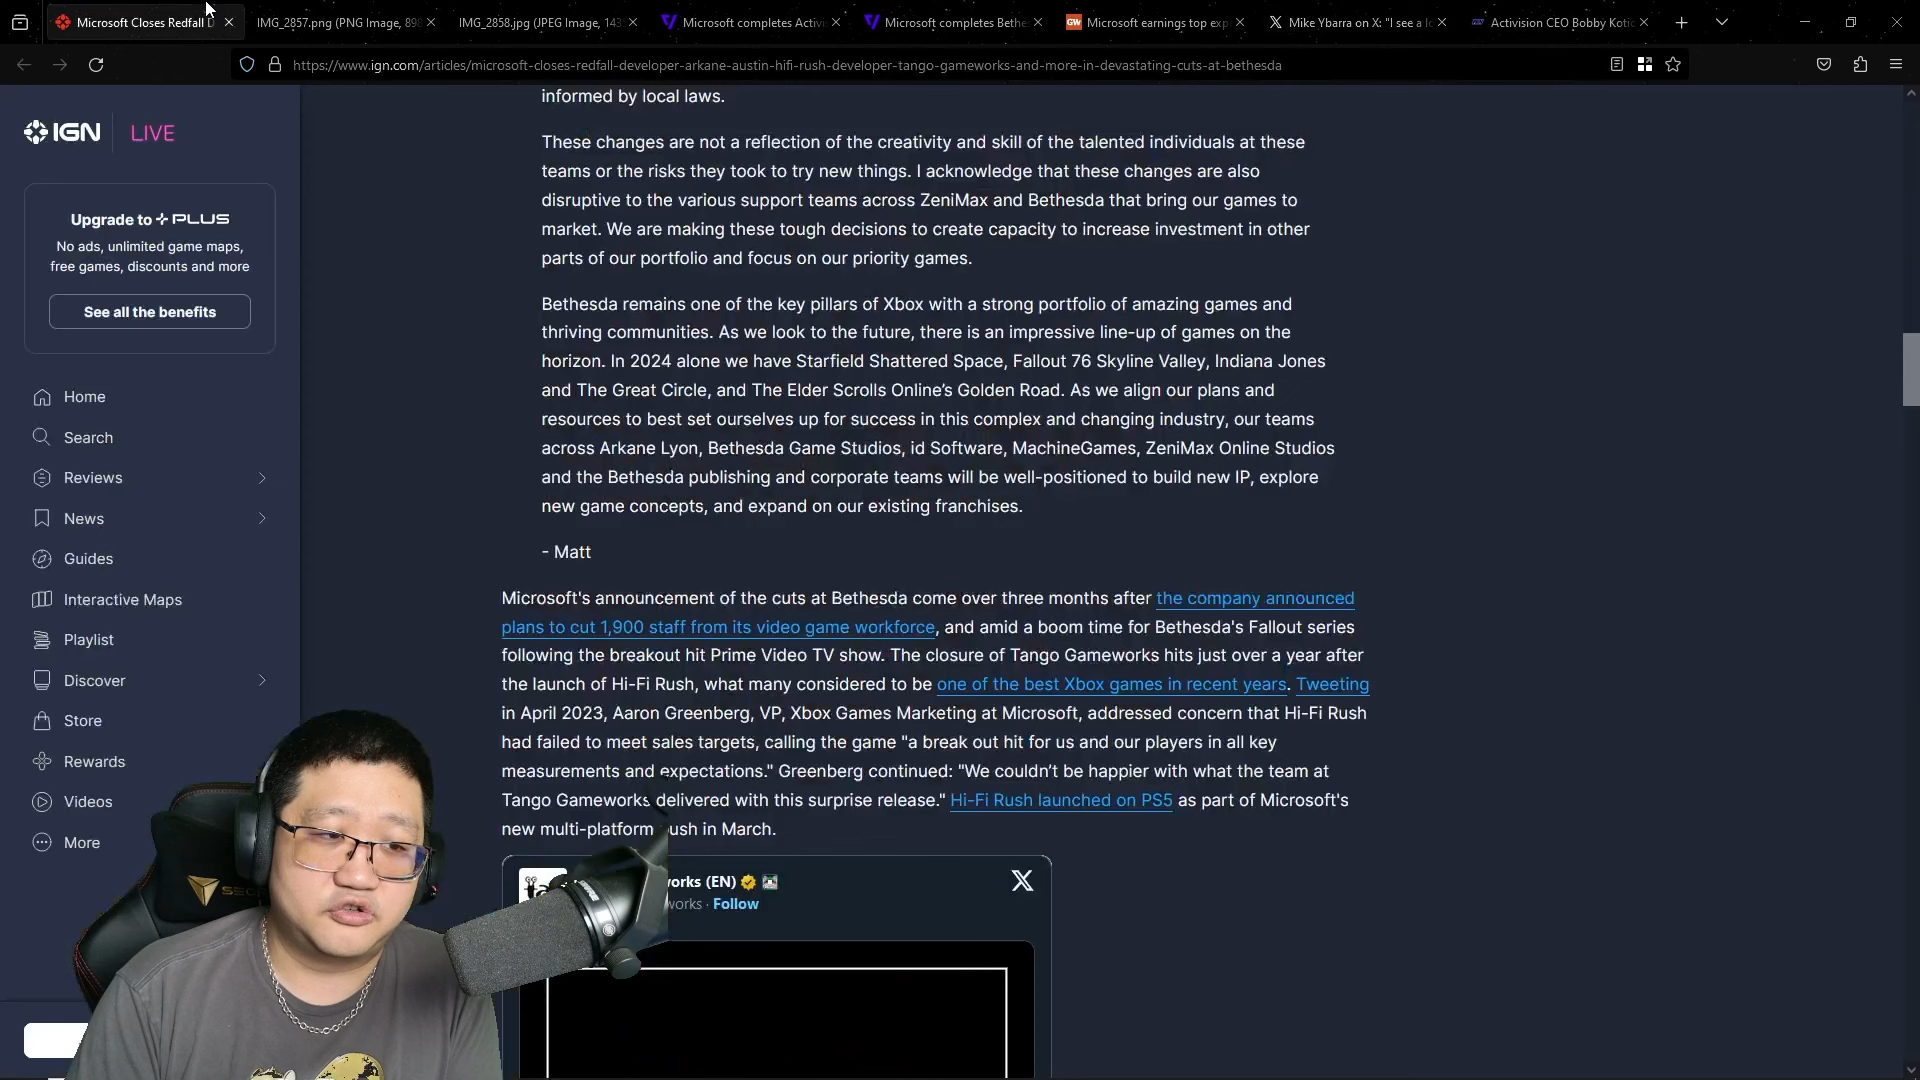 Microsoft Closes Redfall D
IMG_2857.png (PNG Image, 898
IMG_2858.jpg (JPEG Image, 143
Microsoft completes Activi
Microsoft completes Bethe
GW
Microsoft earnings top exp
Mike Ybarra on X: "I see a lo
Activision CEO Bobby Kotic
https://www.ign.com/articles/microsoft-closes-redfall-developer-arkane-austin-hifi-rush-developer-tango-gameworks-and-more-in-devastating-cuts-at-bethesda
IGN
LIVE
Upgrade to PLUS
No ads, unlimited game maps,
free games, discounts and more
See all the benefits
Home
Search
Reviews
News
Guides
Interactive Maps
Playlist
Discover
Store
Rewards
Videos
More
informed by local laws.
These changes are not a reflection of the creativity and skill of the talented individuals at these
teams or the risks they took to try new things. I acknowledge that these changes are also
disruptive to the various support teams across ZeniMax and Bethesda that bring our games to
market. We are making these tough decisions to create capacity to increase investment in other
parts of our portfolio and focus on our priority games.
Bethesda remains one of the key pillars of Xbox with a strong portfolio of amazing games and
thriving communities. As we look to the future, there is an impressive line-up of games on the
horizon. In 2024 alone we have Starfield Shattered Space, Fallout 76 Skyline Valley, Indiana Jones
and The Great Circle, and The Elder Scrolls Online’s Golden Road. As we align our plans and
resources to best set ourselves up for success in this complex and changing industry, our teams
across Arkane Lyon, Bethesda Game Studios, id Software, MachineGames, ZeniMax Online Studios
and the Bethesda publishing and corporate teams will be well-positioned to build new IP, explore
new game concepts, and expand on our existing franchises.
- Matt
Microsoft's announcement of the cuts at Bethesda come over three months after the company announced
plans to cut 1,900 staff from its video game workforce, and amid a boom time for Bethesda's Fallout series
following the breakout hit Prime Video TV show. The closure of Tango Gameworks hits just over a year after
the launch of Hi-Fi Rush, what many considered to be one of the best Xbox games in recent years. Tweeting
in April 2023, Aaron Greenberg, VP, Xbox Games Marketing at Microsoft, addressed concern that Hi-Fi Rush
had failed to meet sales targets, calling the game "a break out hit for us and our players in all key
measurements and expectations." Greenberg continued: "We couldn’t be happier with what the team at
Tango Gameworks delivered with this surprise release." Hi-Fi Rush launched on PS5 as part of Microsoft's
new multi-platform ush in March.
orks (EN)
works · Follow